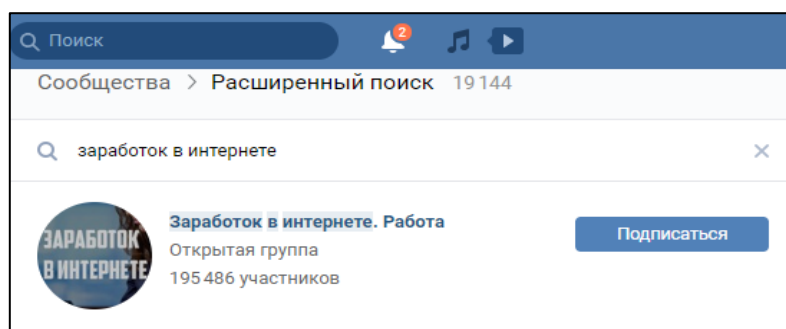 Поиск
2
Сообщества > Расширенный поиск 19 144
заработок в интернете
ЗАРАБОТОК
В ИНТЕРНЕТЕ
Заработок в интернете. Работа
Открытая группа
195 486 участников
Подписаться